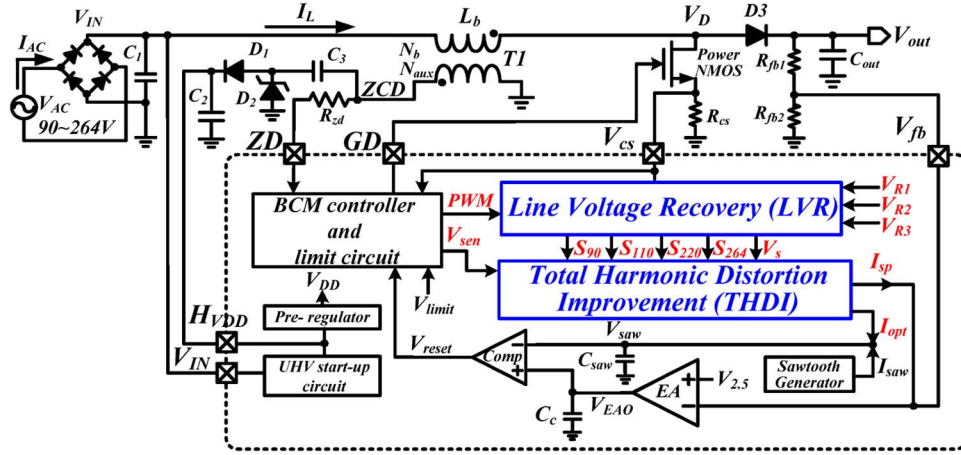 V_IN
I_L
L_b
V_D
D3
V_out
I_AC
C_1
D_1
C_3
N_b
T1
Power
NMOS
R_fb1
C_out
N_aux
ZCD
V_AC
90~264V
C_2
D_2
R_zd
R_cs
R_fb2
ZD
GD
V_cs
V_fb
BCM controller
and
limit circuit
PWM
Line Voltage Recovery (LVR)
V_R1
V_R2
V_R3
V_sen
S_90
S_110
S_220
S_264
V_s
Total Harmonic Distortion
Improvement (THDI)
I_sp
V_DD
V_limit
H_VDD
Pre- regulator
V_reset
V_saw
I_opt
V_IN
UHV start-up
circuit
Comp
C_saw
Sawtooth
Generator
I_saw
EA
V_2.5
C_c
V_EAO